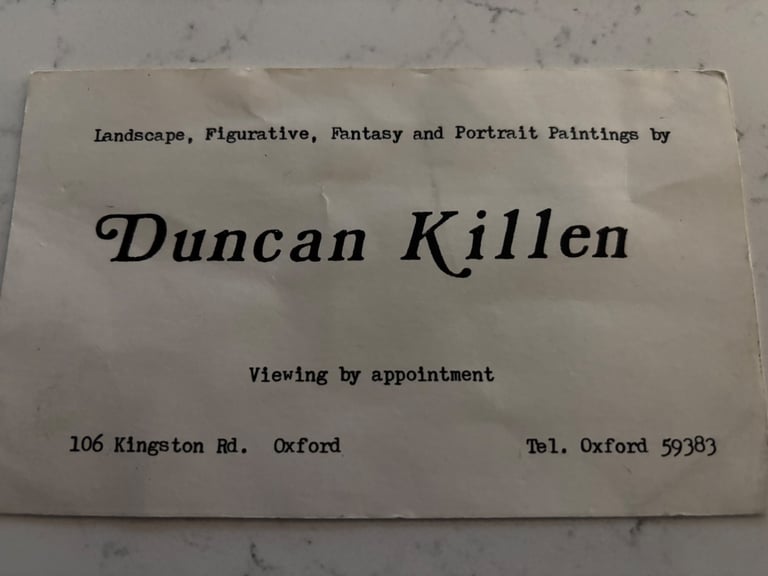 Landscape, Figurative, Fantasy and Portrait Paintings by
Duncan Killen
Viewing by appointment
106 Kingston Rd. Oxford
Tel. Oxford 59383